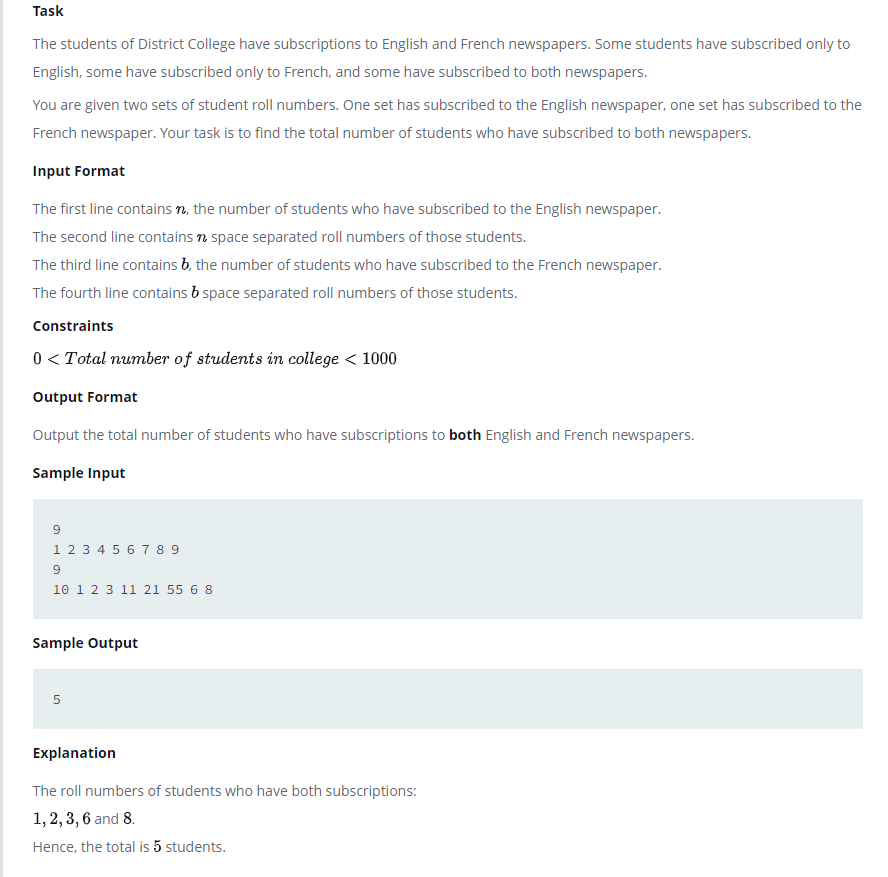 Task
The students of District College have subscriptions to English and French newspapers. Some students have subscribed only to
English, some have subscribed only to French, and some have subscribed to both newspapers.
You are given two sets of student roll numbers. One set has subscribed to the English newspaper, one set has subscribed to the
French newspaper. Your task is to find the total number of students who have subscribed to both newspapers.
Input Format
The first line contains n, the number of students who have subscribed to the English newspaper.
The second line contains n space separated roll numbers of those students.
The third line contains b, the number of students who have subscribed to the French newspaper.
The fourth line contains b space separated roll numbers of those students.
Constraints
0 < Total number of students in college < 1000
Output Format
Output the total number of students who have subscriptions to both English and French newspapers.
Sample Input
9
1 2 3 4 5 6 7 8 9
9
10 1 2 3 11 21 55 6 8
Sample Output
5
Explanation
The roll numbers of students who have both subscriptions:
1, 2, 3, 6 and 8.
Hence, the total is 5 students.